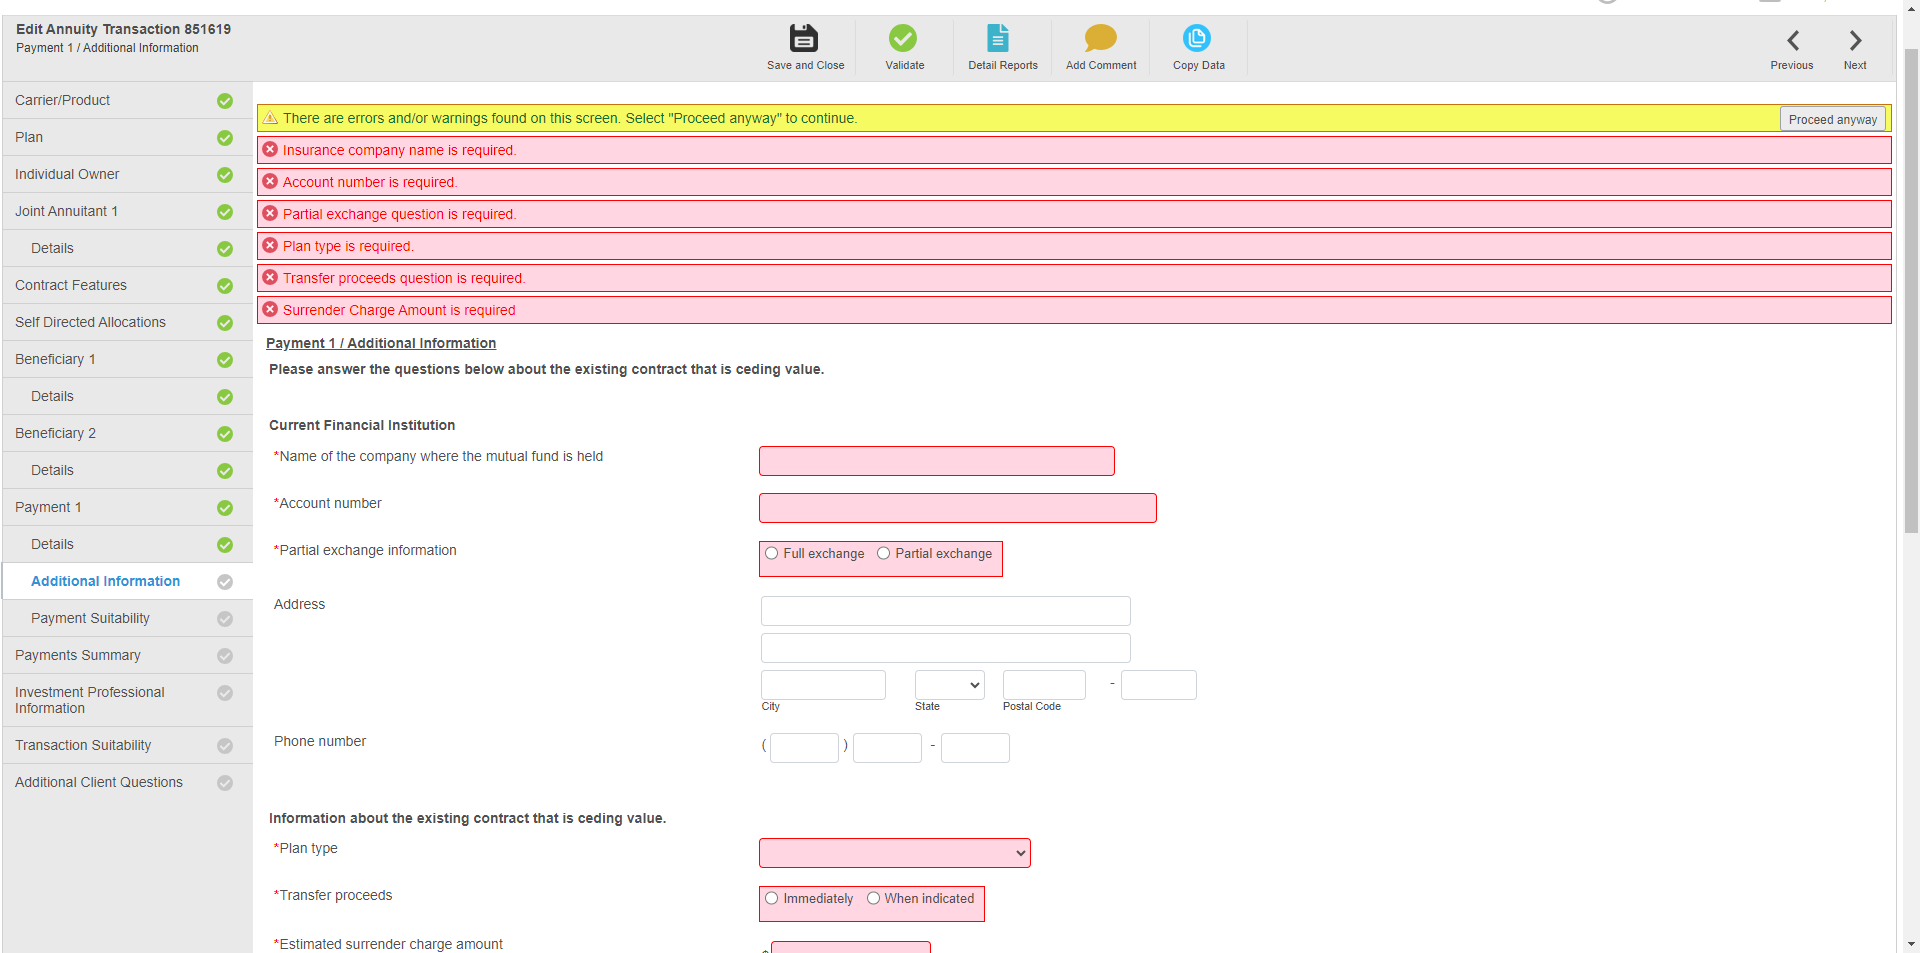 Edit Annuity Transaction 851619
Payment 1 / Additional Information
Save and Close
Validate
Detail Reports
Add Comment
Copy Data
Previous
Next
Carrier/Product
Plan
Individual Owner
Joint Annuitant 1
Details
Contract Features
Self Directed Allocations
Beneficiary 1
Details
Beneficiary 2
Details
Payment 1
Details
Additional Information
Payment Suitability
Payments Summary
Investment Professional
Information
Transaction Suitability
Additional Client Questions
There are errors and/or warnings found on this screen. Select "Proceed anyway" to continue.
Proceed anyway
Insurance company name is required.
Account number is required.
Partial exchange question is required.
Plan type is required.
Transfer proceeds question is required.
Surrender Charge Amount is required
Payment 1 / Additional Information
Please answer the questions below about the existing contract that is ceding value.
Current Financial Institution
*Name of the company where the mutual fund is held
*Account number
*Partial exchange information
Full exchange
Partial exchange
Address
-
City
State
Postal Code
Phone number
( ) -
Information about the existing contract that is ceding value.
*Plan type
*Transfer proceeds
Immediately
When indicated
*Estimated surrender charge amount